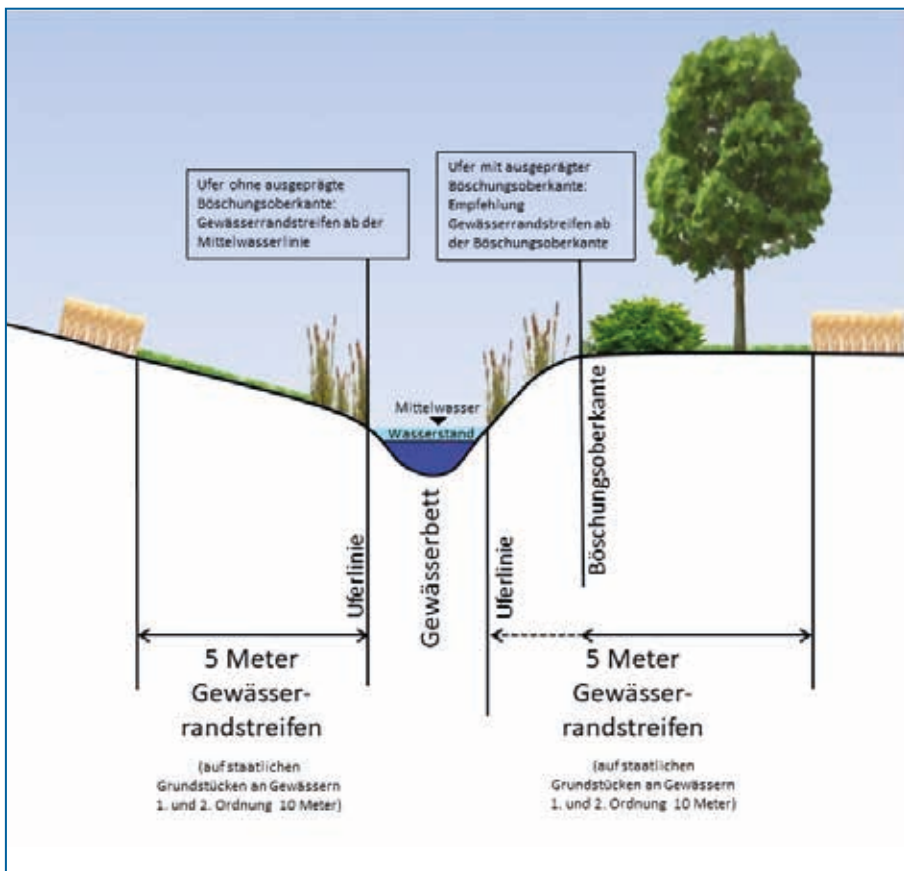 Ufer ohne ausgeprägte
Böschungsoberkante:
Gewässerrandstreifen ab der
Mittelwasserlinie
Ufer mit ausgeprägter
Böschungsoberkante:
Empfehlung
Gewässerrandstreifen ab
der Böschungsoberkante
Mittelwasser
Wasserstand
Uferlinie
Gewässerbett
Uferlinie
Böschungsoberkante
5 Meter
Gewässer-
randstreifen
(auf staatlichen
Grundstücken an Gewässern
1. und 2. Ordnung 10 Meter)
5 Meter
Gewässer-
randstreifen
(auf staatlichen
Grundstücken an Gewässern
1. und 2. Ordnung 10 Meter)